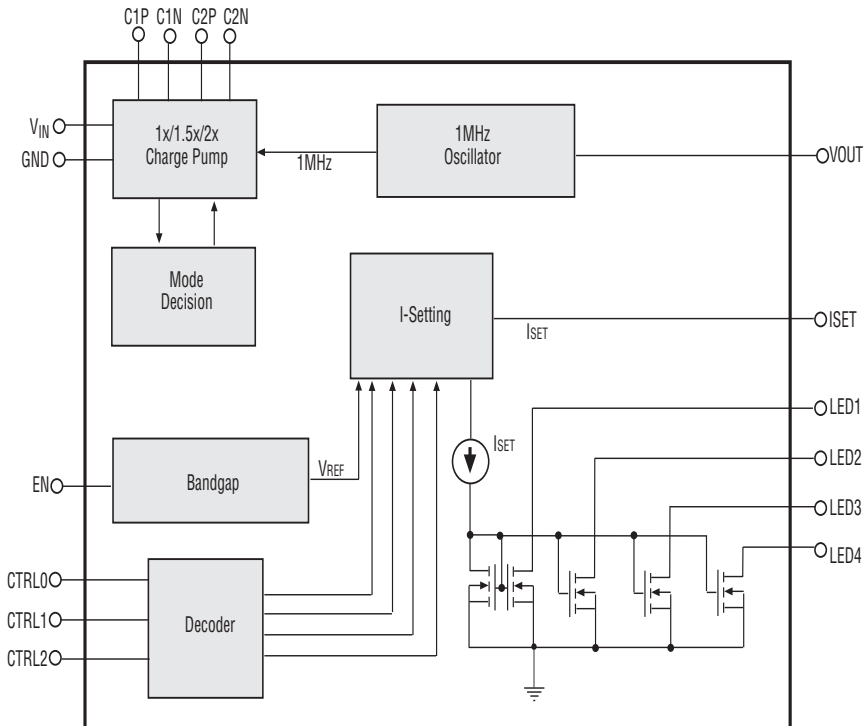 C1P C1N C2P C2N
VIN
GND
1x/1.5x/2x
Charge Pump
1MHz
1MHz
Oscillator
VOUT
Mode
Decision
I-Setting
ISET
ISET
ISET
LED1
LED2
LED3
LED4
EN
Bandgap
VREF
CTRL0
CTRL1
CTRL2
Decoder